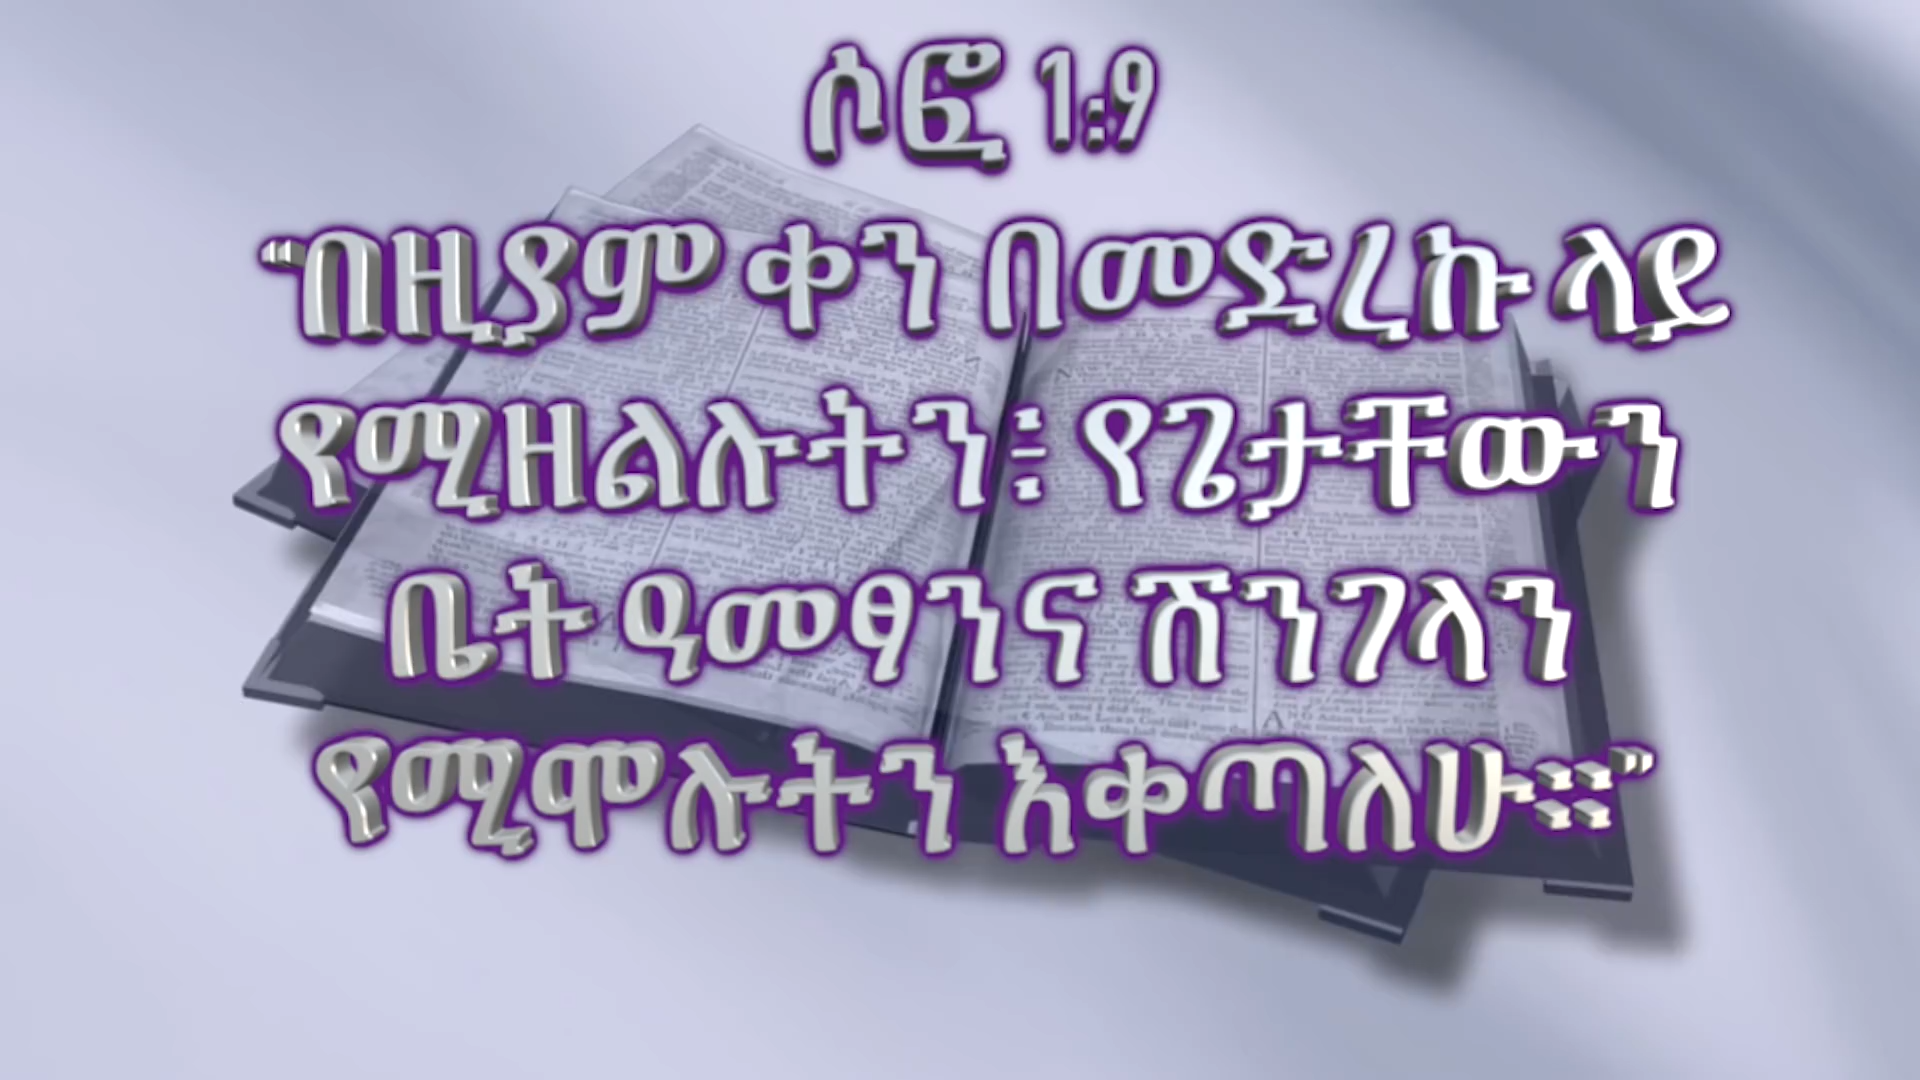 ሶፎ 1:9
“በዚያም ቀን በመድረኩ ላይ
የሚዘልሉትን፥ የጌታቸውን
ቤት ዓመፃንና ሽንገላን
የሚሞሉትን እቀጣለሁ።።”